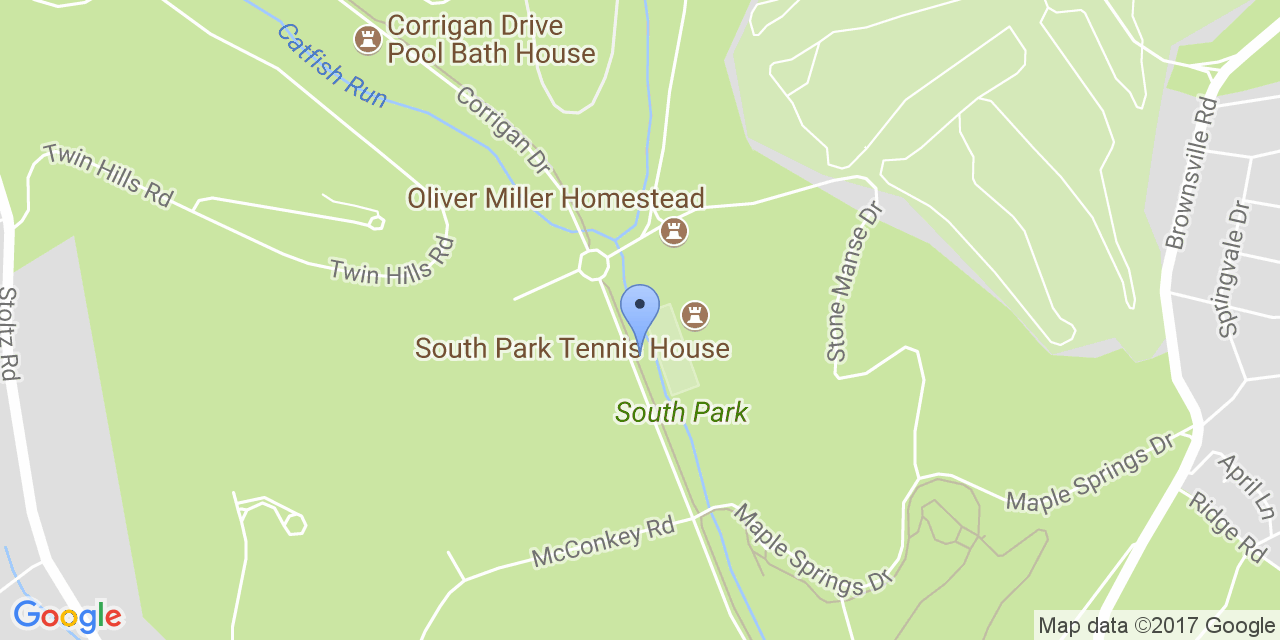 Corrigan Drive
Pool Bath House
Catfish Run
Corrigan Dr
Twin Hills Rd
Oliver Miller Homestead
Twin Hills Rd
Stone Manse Dr
Brownsville Rd
Springvale Dr
Stoltz Rd
South Park Tennis House
South Park
Maple Springs Dr
April Ln
Ridge Rd
McConkey Rd
Maple Springs Dr
Google
Map data ©2017 Google